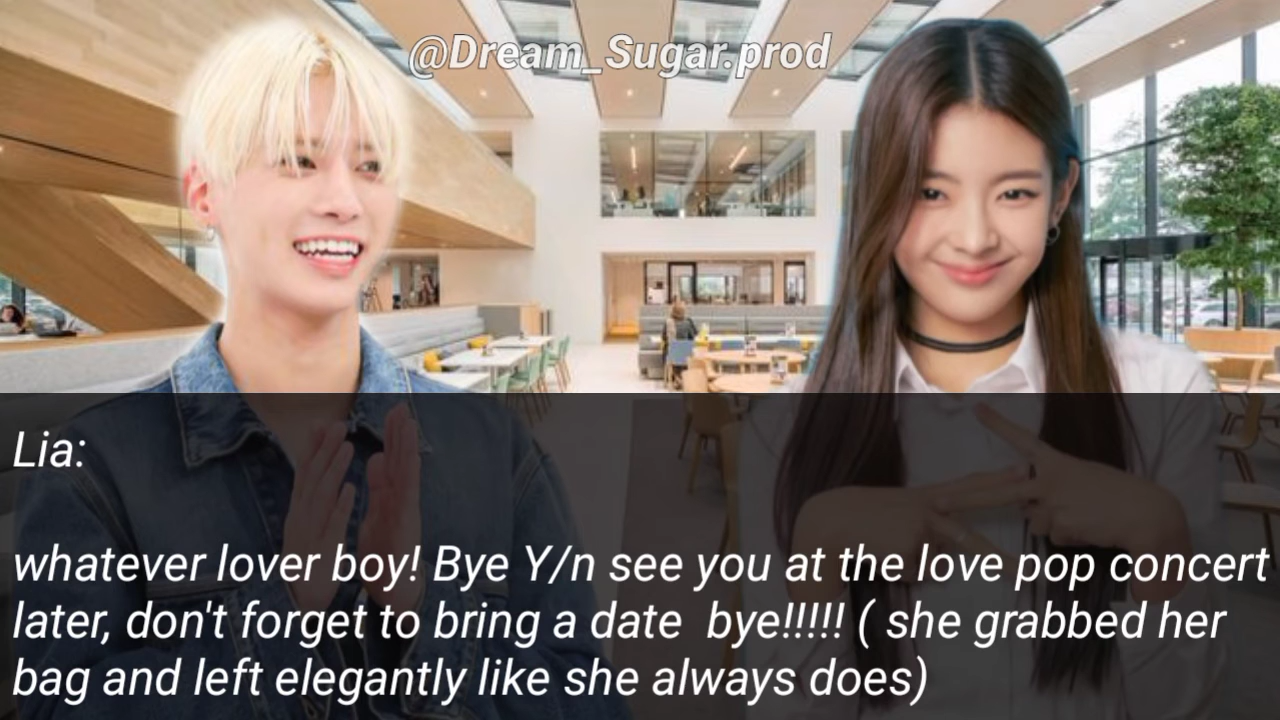 @Dream_Sugar.prod
Lia:
whatever lover boy! Bye Y/n see you at the love pop concert
later, don't forget to bring a date  bye!!!!! ( she grabbed her
bag and left elegantly like she always does)